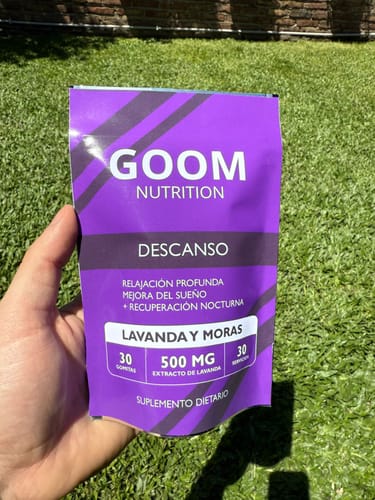 GOOM
NUTRITION
DESCANSO
RELAJACIÓN PROFUNDA
MEJORA DEL SUEÑO
+ RECUPERACIÓN NOCTURNA
LAVANDA Y MORAS
30
GOMITAS
500 MG
EXTRACTO DE LAVANDA
30
SERVICIOS
SUPLEMENTO DIETARIO